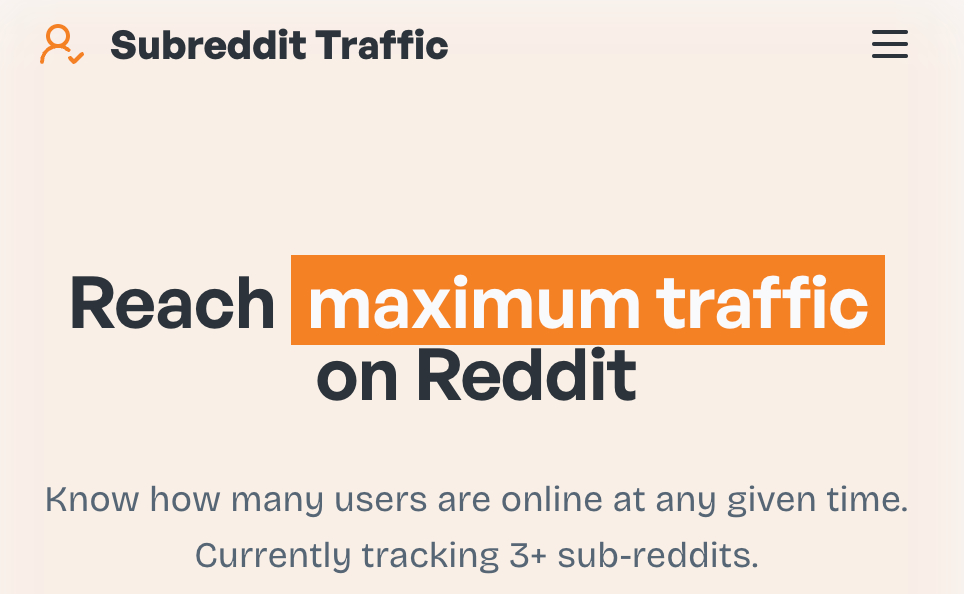 Subreddit Traffic
Reach maximum traffic
on Reddit
Know how many users are online at any given time.
Currently tracking 3+ sub-reddits.